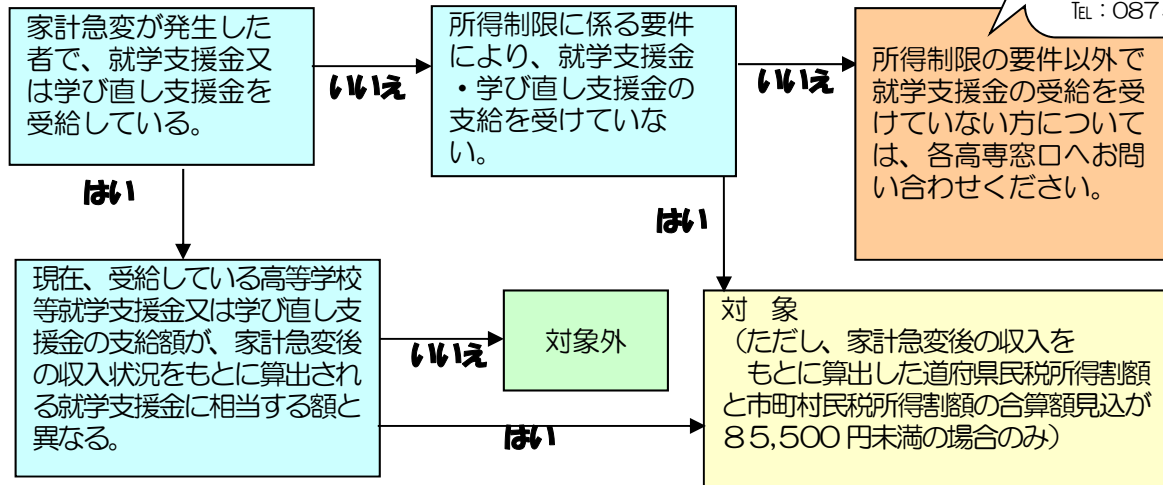 家計急変が発生した
者で、就学支援金又
は学び直し支援金を
受給している。
いいえ
所得制限に係る要件
により、就学支援金
・学び直し支援金の
支給を受けていな
い。
いいえ
℡:087
所得制限の要件以外で
就学支援金の受給を受
けていない方について
は、各高専窓口へお問
い合わせください。
はい
はい
現在、受給している高等学校
等就学支援金又は学び直し支
援金の支給額が、家計急変後
の収入状況をもとに算出され
る就学支援金に相当する額と
異なる。
いいえ
対象外
はい
対 象
(ただし、家計急変後の収入を
もとに算出した道府県民税所得割額
と市町村民税所得割額の合算額見込が
85,500円未満の場合のみ)